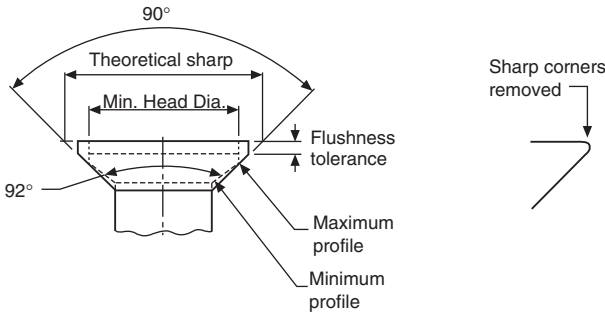 90°
Theoretical sharp
Min. Head Dia.
Sharp corners
removed
Flushness
tolerance
92°
Maximum
profile
Minimum
profile